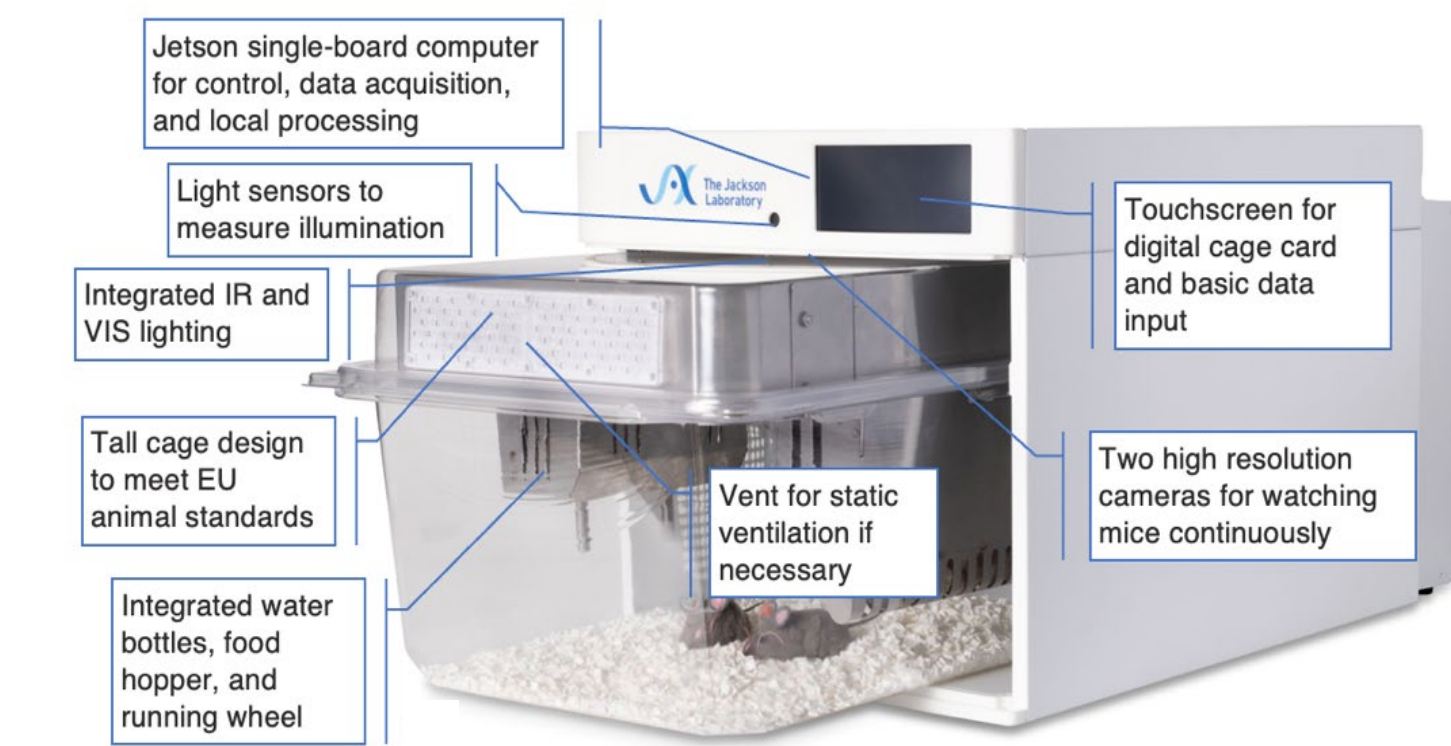 Jetson single-board computer
for control, data acquisition,
and local processing
The Jackson
Laboratory
Light sensors to
measure illumination
Touchscreen for
digital cage card
and basic data
input
Integrated IR and
VIS lighting
Tall cage design
to meet EU
animal standards
Two high resolution
cameras for watching
mice continuously
Vent for static
ventilation if
necessary
Integrated water
bottles, food
hopper, and
running wheel